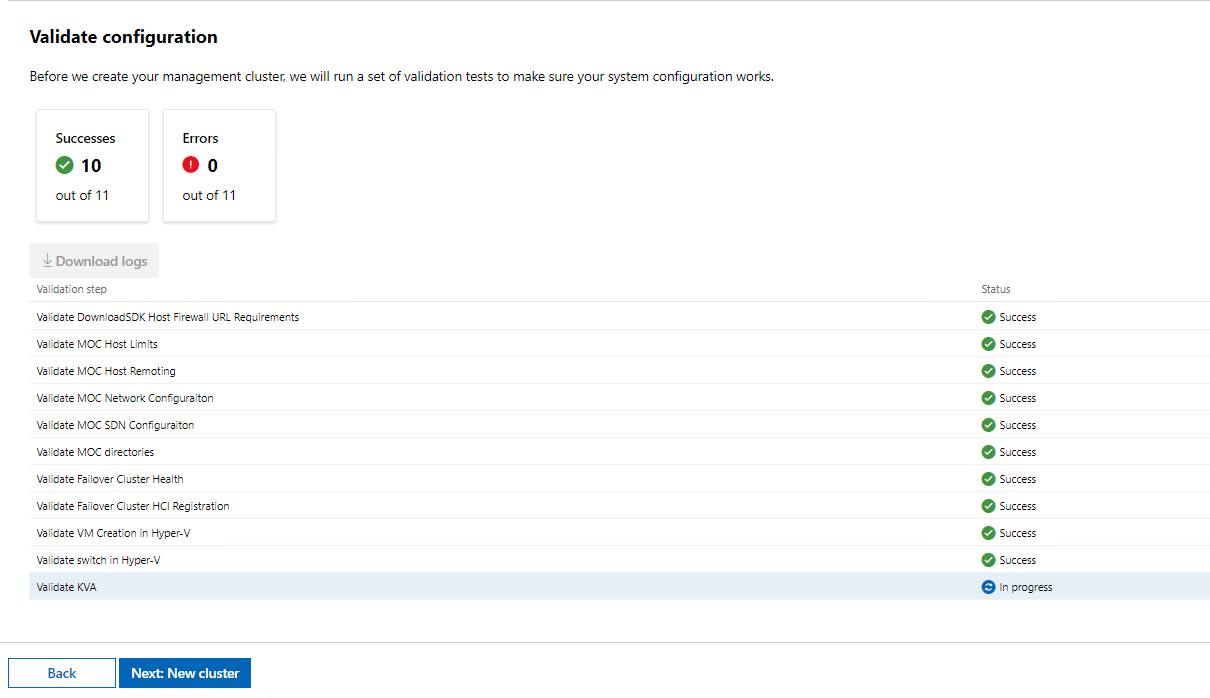 Validate configuration
Before we create your management cluster, we will run a set of validation tests to make sure your system configuration works.
Successes
10
out of 11
Errors
0
out of 11
Download logs
Validation step Status
Validate DownloadSDK Host Firewall URL Requirements Success
Validate MOC Host Limits Success
Validate MOC Host Remoting Success
Validate MOC Network Configuraiton Success
Validate MOC SDN Configuraiton Success
Validate MOC directories Success
Validate Failover Cluster Health Success
Validate Failover Cluster HCI Registration Success
Validate VM Creation in Hyper-V Success
Validate switch in Hyper-V Success
Validate KVA In progress
Back Next: New cluster